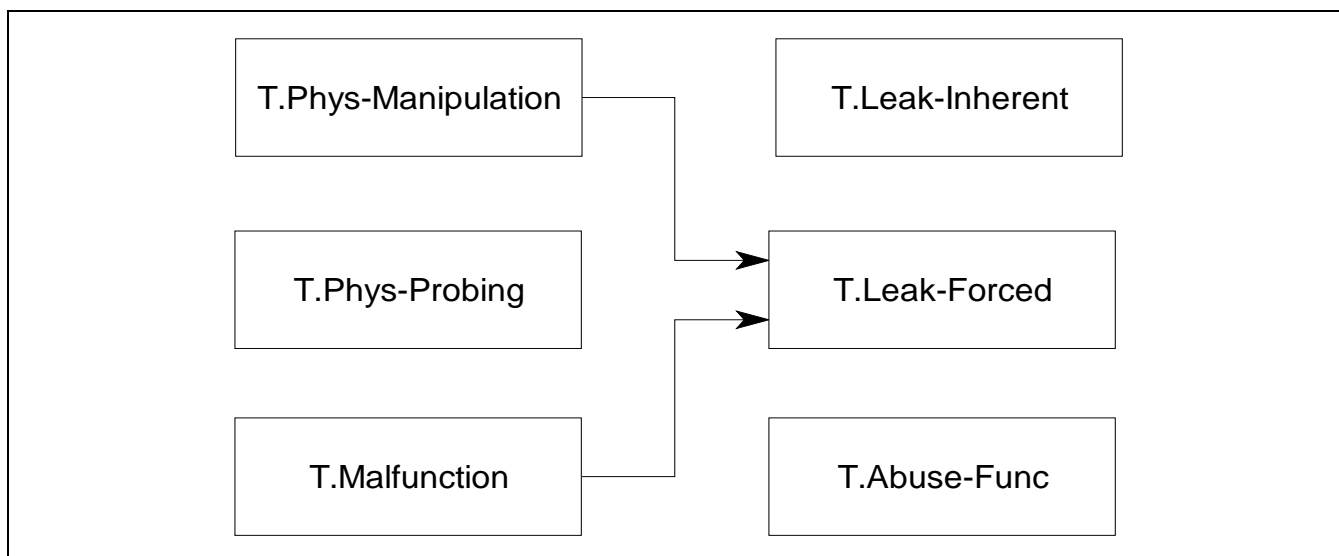 T.Phys-Manipulation
T.Leak-Inherent
T.Phys-Probing
T.Leak-Forced
T.Malfunction
T.Abuse-Func